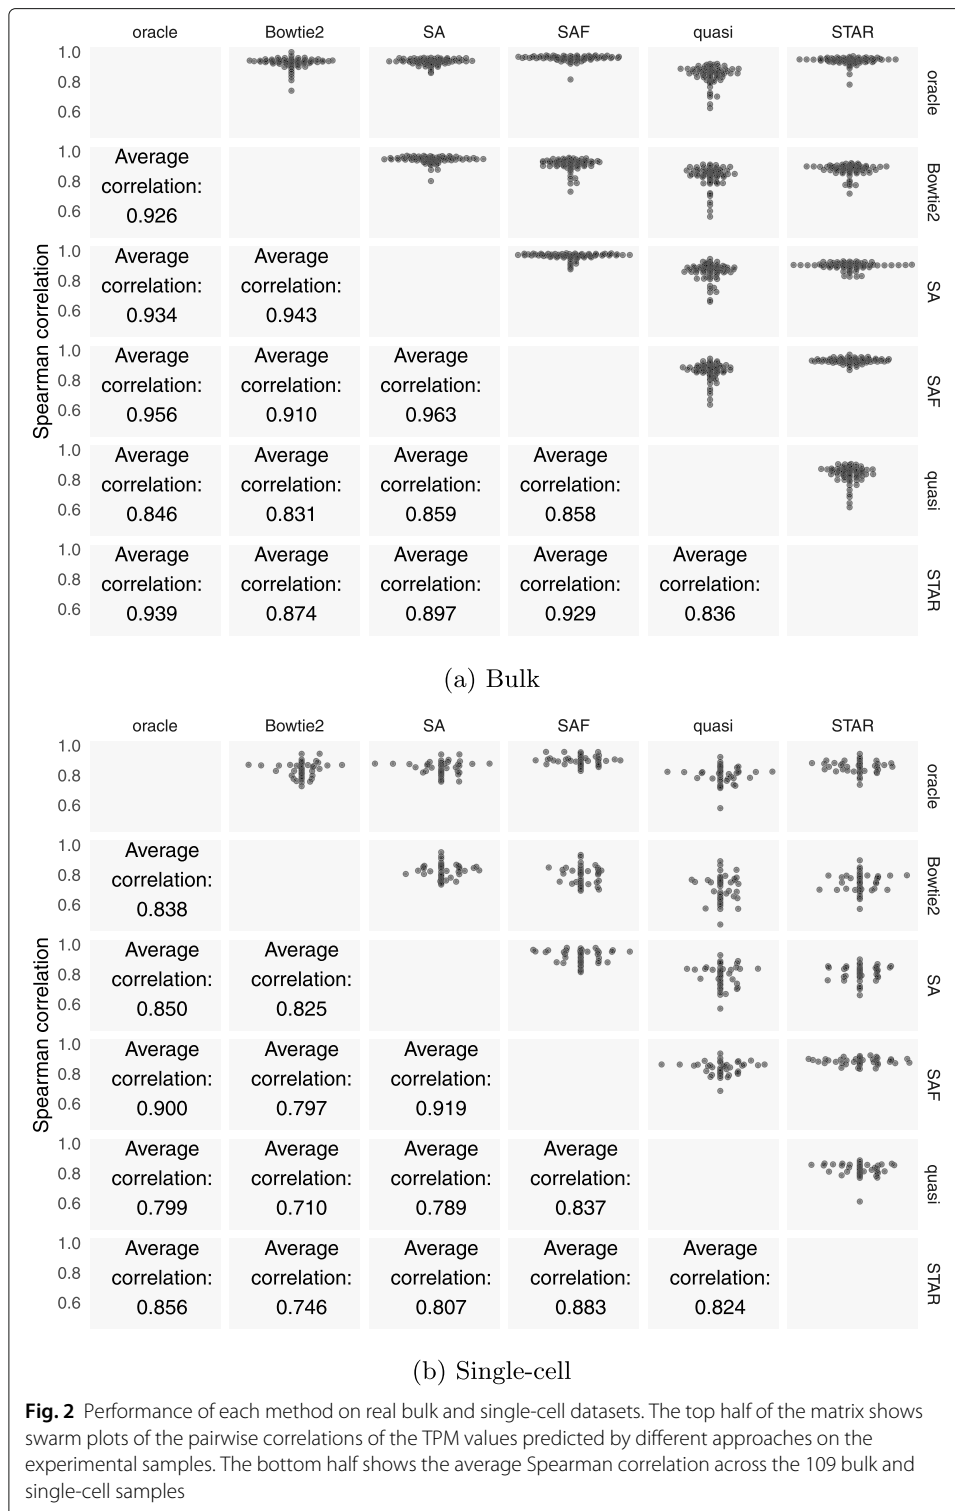 oracle Bowtie2 SA SAF quasi STAR
1.0
0.8
0.6
oracle
1.0
0.8
0.6
Average
correlation:
0.926
Bowtie2
1.0
0.8
0.6
Average Average
correlation: correlation:
0.934 0.943
SA
Spearman correlation
1.0
0.8
0.6
Average Average Average
correlation: correlation: correlation:
0.956 0.910 0.963
SAF
1.0
0.8
0.6
Average Average Average Average
correlation: correlation: correlation: correlation:
0.846 0.831 0.859 0.858
quasi
1.0
0.8
0.6
Average Average Average Average Average
correlation: correlation: correlation: correlation: correlation:
0.939 0.874 0.897 0.929 0.836
STAR
(a) Bulk
oracle Bowtie2 SA SAF quasi STAR
1.0
0.8
0.6
oracle
1.0
0.8
0.6
Average
correlation:
0.838
Bowtie2
1.0
0.8
0.6
Average Average
correlation: correlation:
0.850 0.825
SA
Spearman correlation
1.0
0.8
0.6
Average Average Average
correlation: correlation: correlation:
0.900 0.797 0.919
SAF
1.0
0.8
0.6
Average Average Average Average
correlation: correlation: correlation: correlation:
0.799 0.710 0.789 0.837
quasi
1.0
0.8
0.6
Average Average Average Average Average
correlation: correlation: correlation: correlation: correlation:
0.856 0.746 0.807 0.883 0.824
STAR
(b) Single-cell
Fig. 2 Performance of each method on real bulk and single-cell datasets. The top half of the matrix shows
swarm plots of the pairwise correlations of the TPM values predicted by different approaches on the
experimental samples. The bottom half shows the average Spearman correlation across the 109 bulk and
single-cell samples